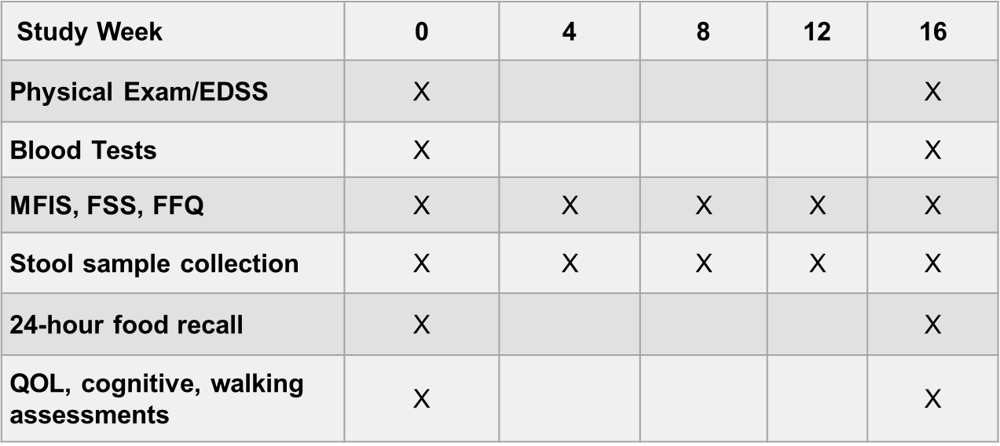 Study Week 0 4 8 12 16
Physical Exam/EDSS X X
Blood Tests X X
MFIS, FSS, FFQ X X X X X
Stool sample collection X X X X X
24-hour food recall X X
QOL, cognitive, walking
assessments X X